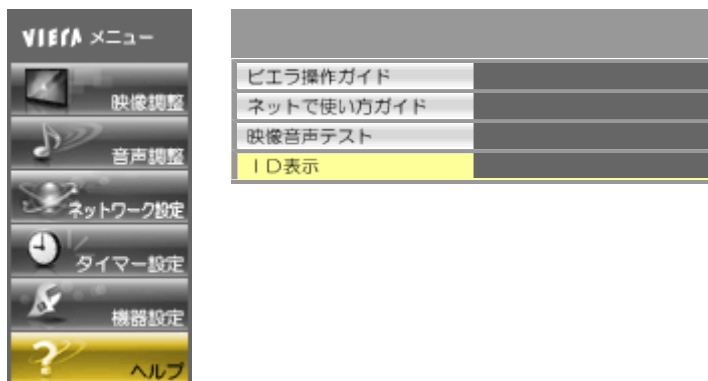 VIERA メニュー
映像調整
音声調整
ネットワーク設定
タイマー設定
機器設定
?
ヘルプ
ビエラ操作ガイド
ネットで使い方ガイド
映像音声テスト
ID表示